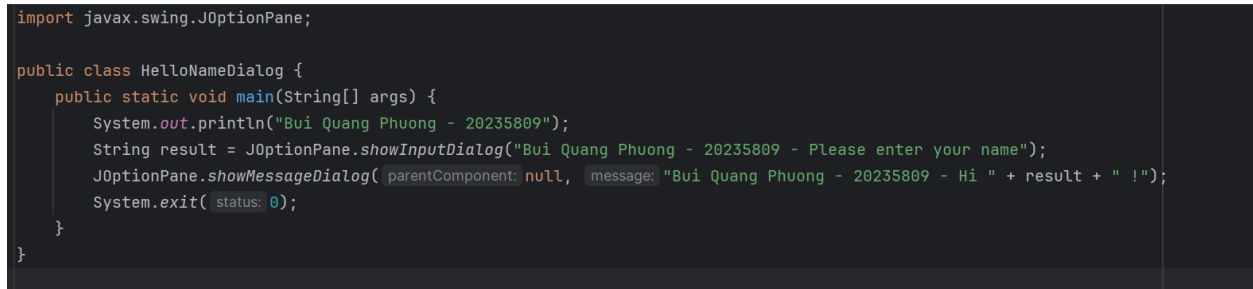 import javax.swing.JOptionPane;
public class HelloNameDialog {
public static void main(String[] args) {
System.out.println("Bui Quang Phuong - 20235809");
String result = JOptionPane.showInputDialog("Bui Quang Phuong - 20235809 - Please enter your name");
JOptionPane.showMessageDialog( parentComponent: null, message: "Bui Quang Phuong - 20235809 - Hi " + result + " !");
System.exit( status: 0);
}
}